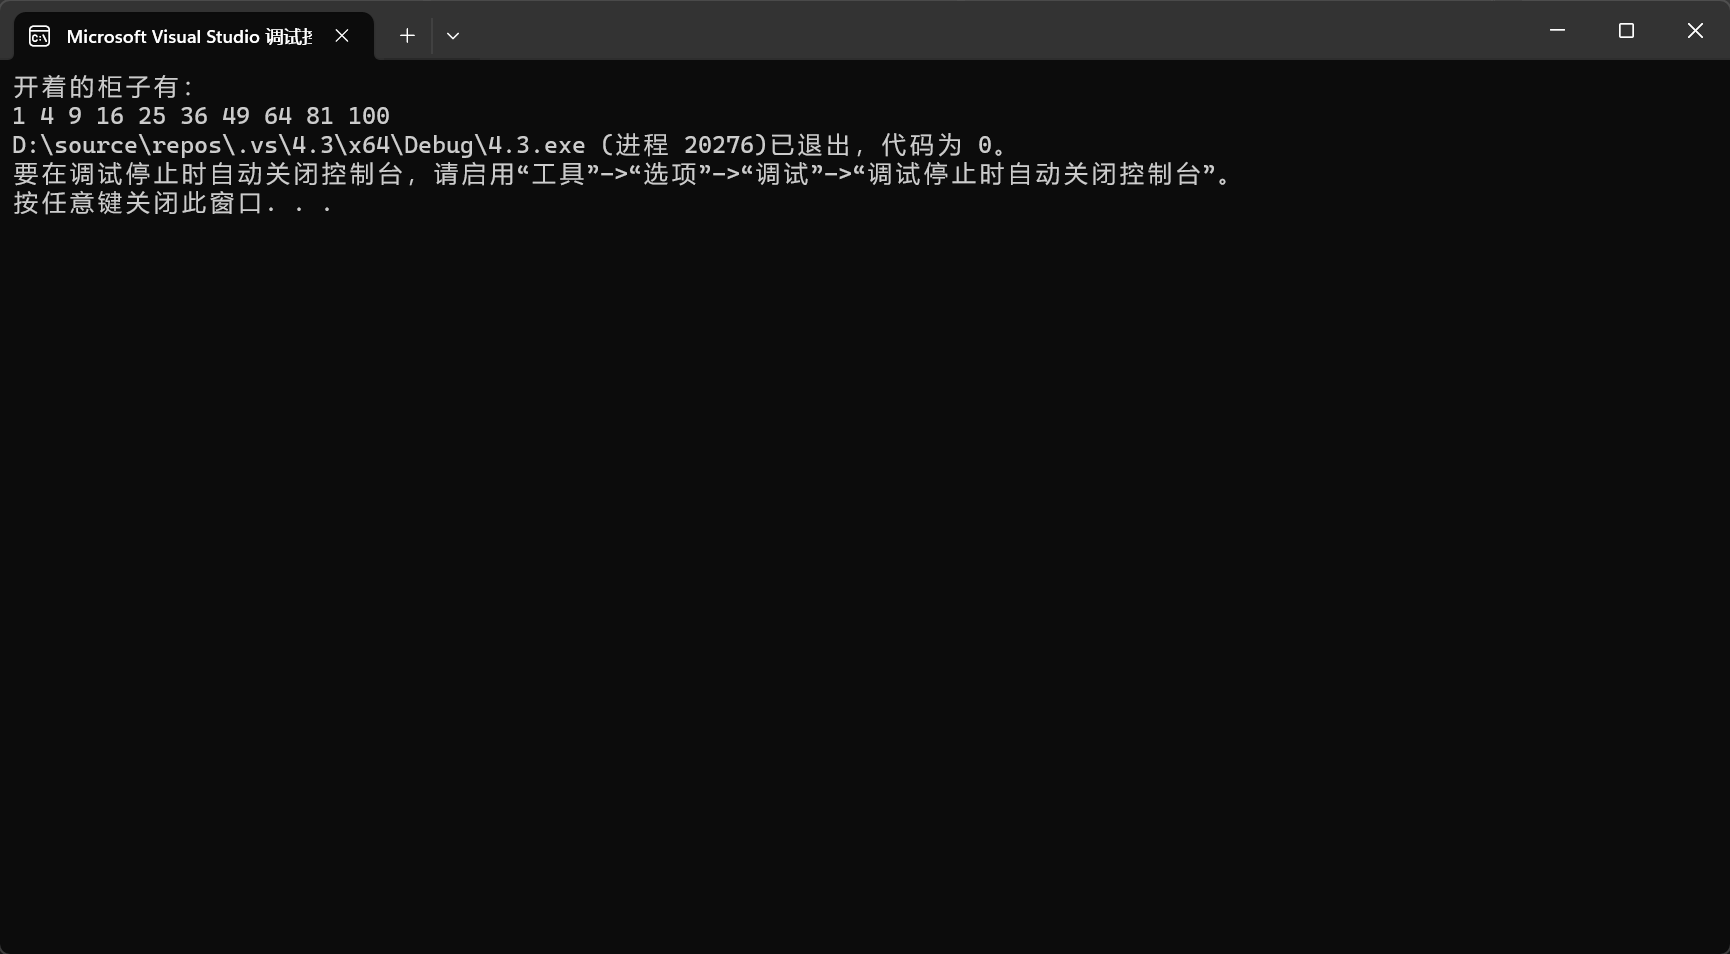 Microsoft Visual Studio 调试
开着的柜子有：
1 4 9 16 25 36 49 64 81 100
D:\source\repos\.vs\4.3\x64\Debug\4.3.exe (进程 20276)已退出，代码为 0。
要在调试停止时自动关闭控制台，请启用“工具”->“选项”->“调试”->“调试停止时自动关闭控制台”。
按任意键关闭此窗口. . .